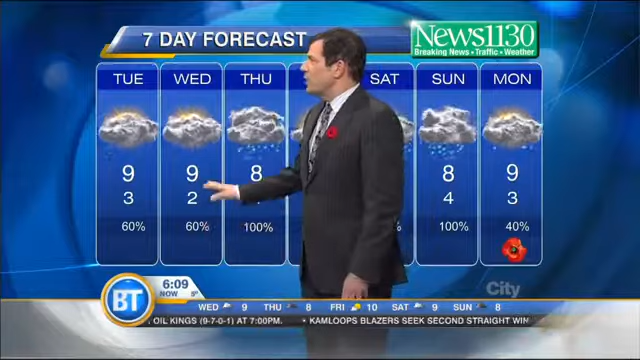 7 DAY FORECAST
News1130
Breaking News • Traffic • Weather
TUE WED THU SAT SUN MON
9 9 8 8 9
3 2 4 3
60% 60% 100% 100% 40%
City
BT
6:09
NOW 5°
WED 9 THU 8 FRI 10 SAT 9 SUN 8
OIL KINGS (9-7-0-1) AT 7:00PM. • KAMLOOPS BLAZERS SEEK SECOND STRAIGHT WIN